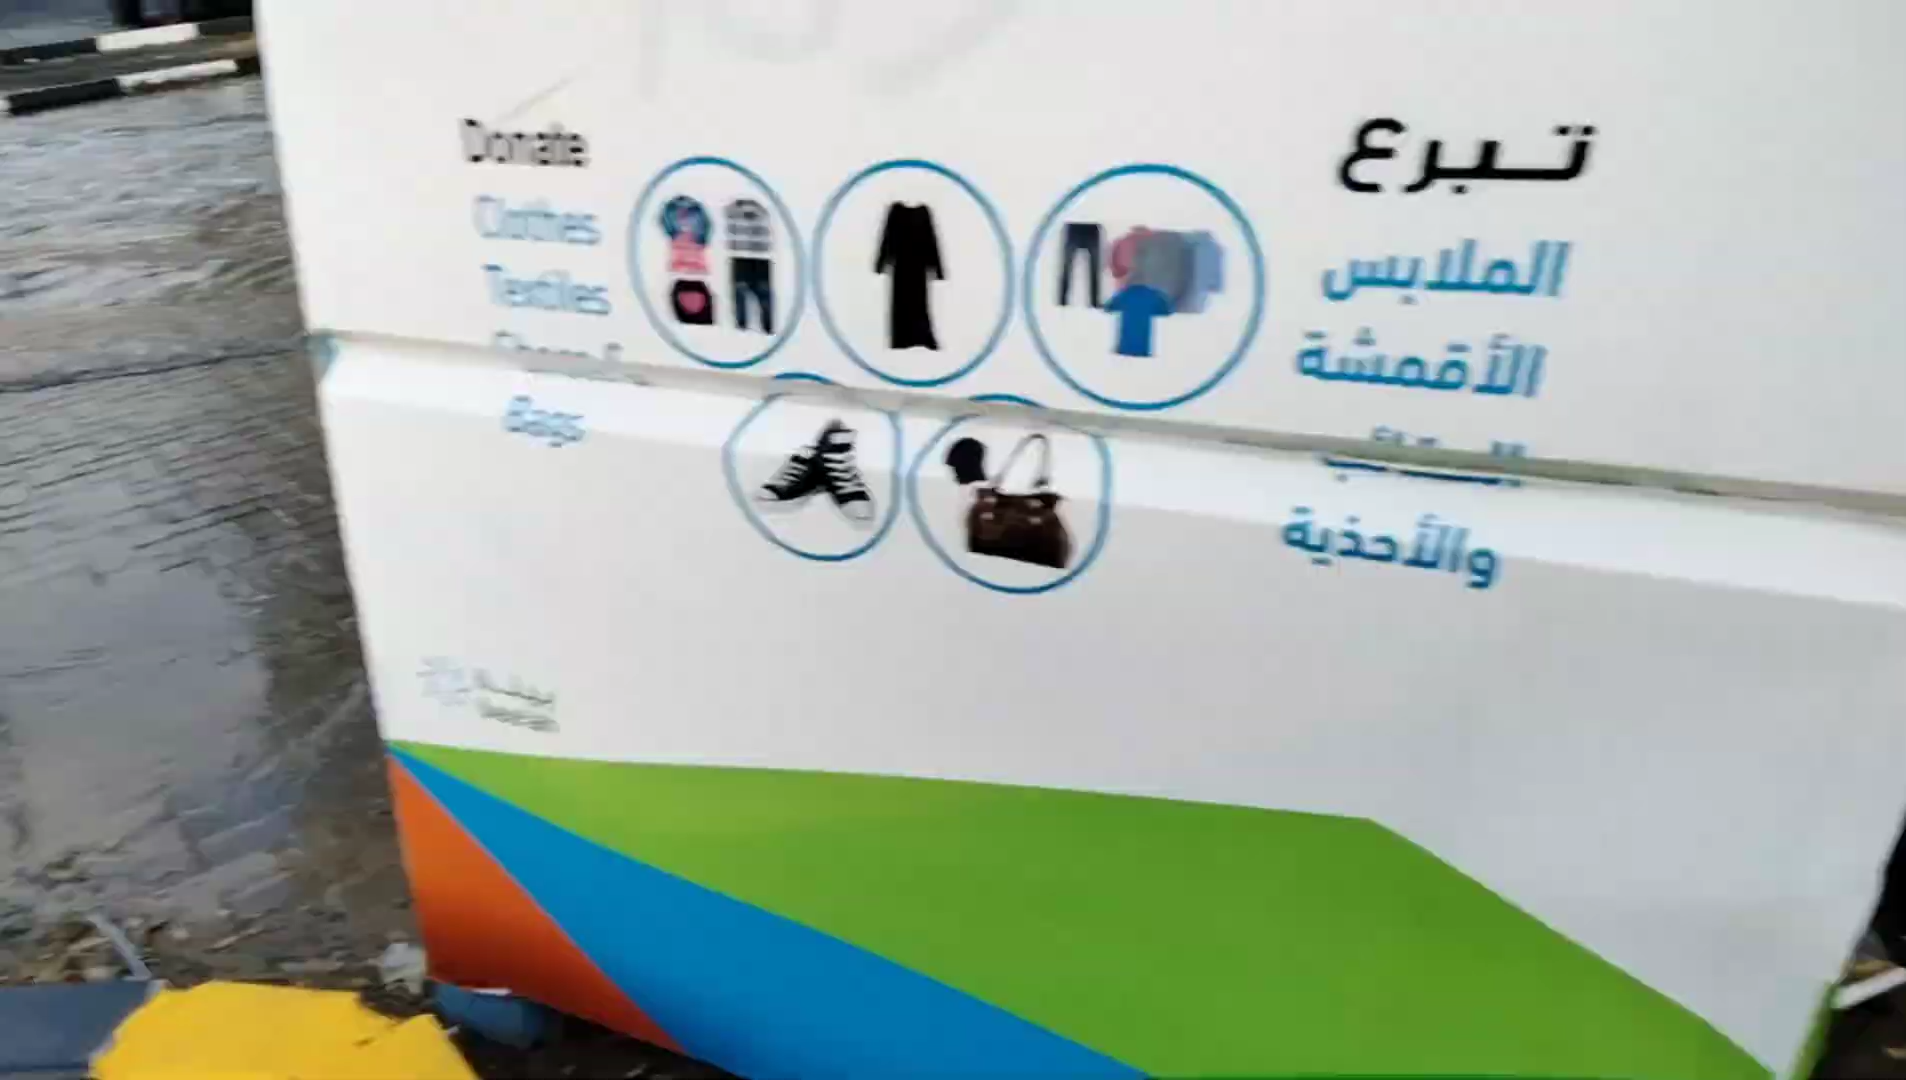 Donate
Clothes
Textiles
Bags
تبرع
الملابس
الأقمشة
والأحذية